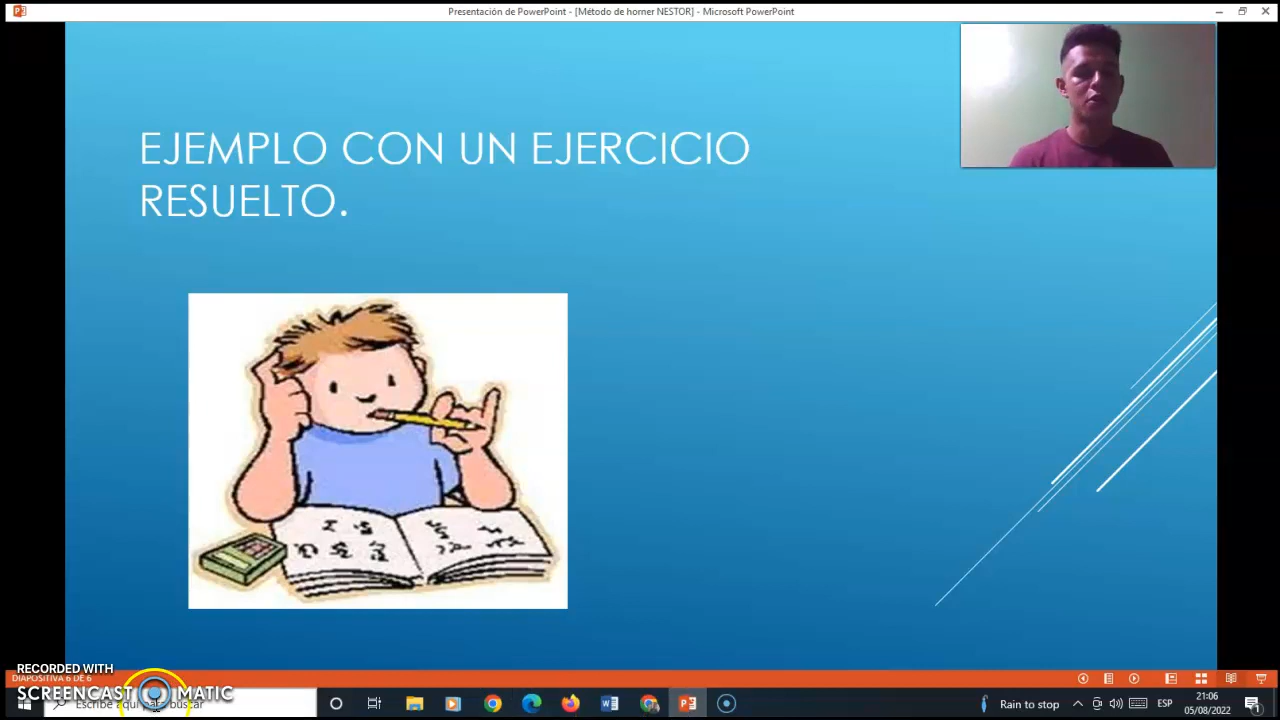 Presentación de PowerPoint - [Método de horner NESTOR] - Microsoft PowerPoint
EJEMPLO CON UN EJERCICIO
RESUELTO.
RECORDED WITH
DIAPOSITIVA 6 DE 6
SCREENCAST MATIC
Escribe aquí para buscar
Rain to stop
ESP
21:06
05/08/2022